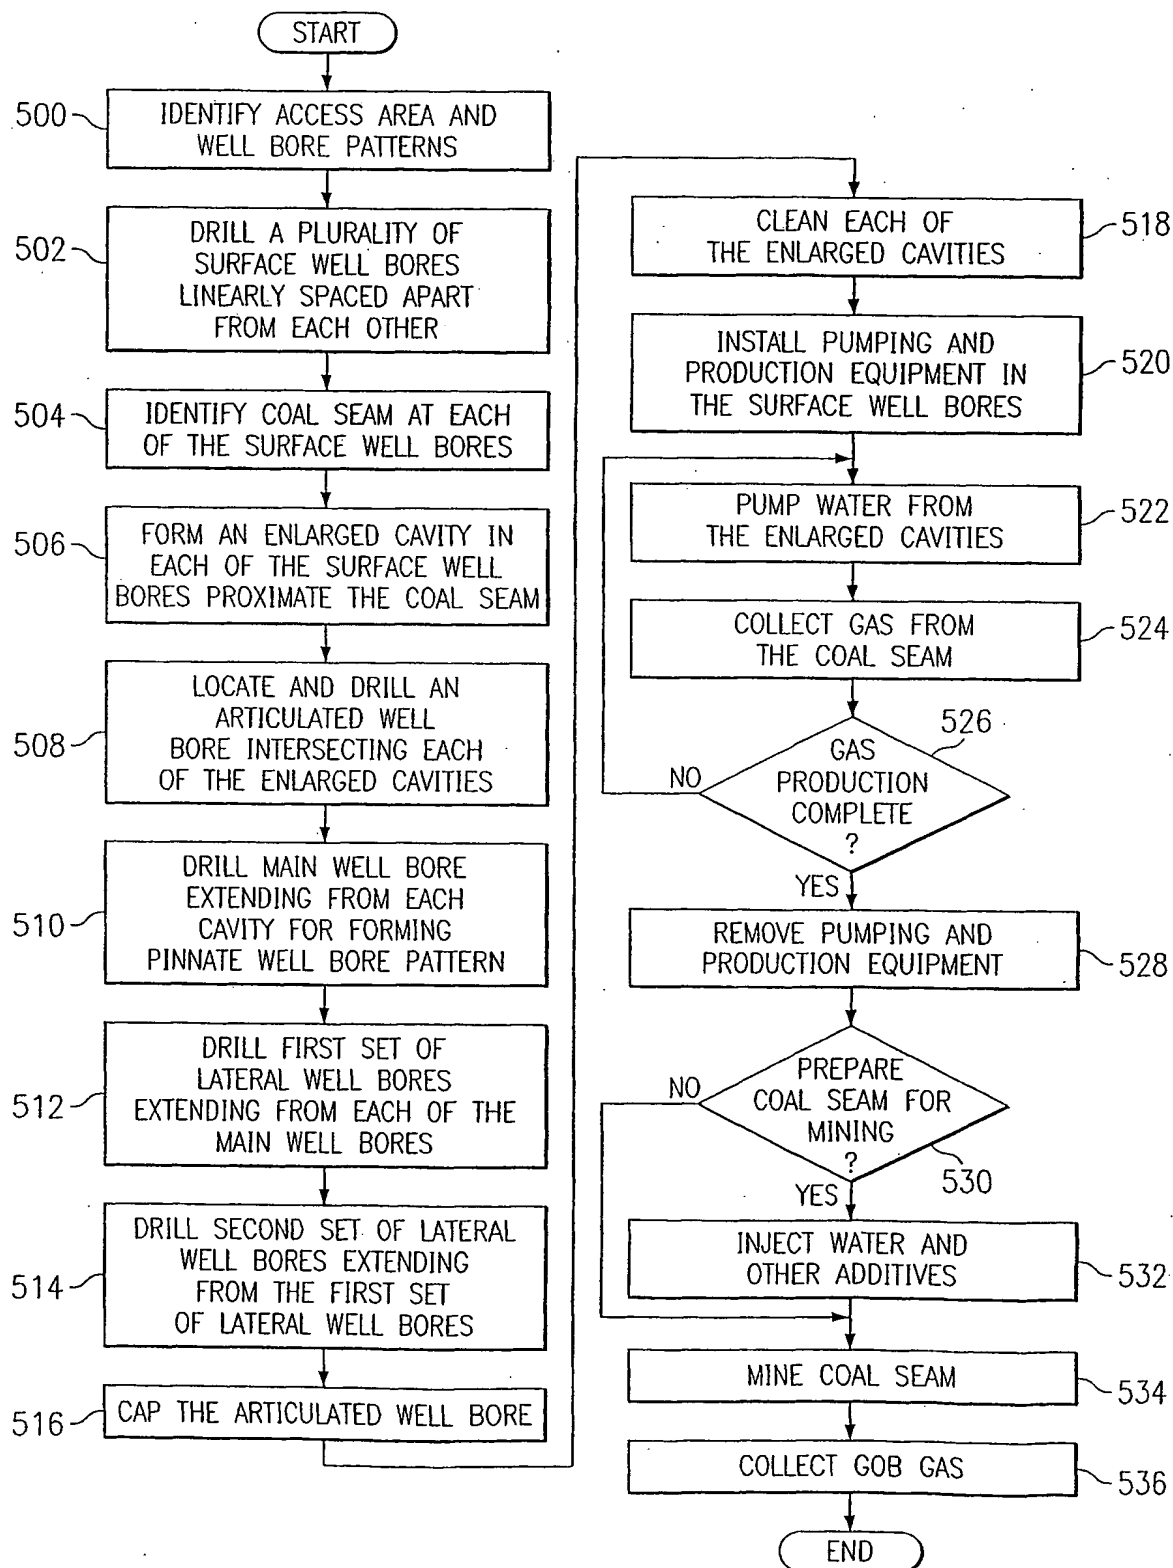 START
500
IDENTIFY ACCESS AREA AND
WELL BORE PATTERNS
502
DRILL A PLURALITY OF
SURFACE WELL BORES
LINEARLY SPACED APART
FROM EACH OTHER
504
IDENTIFY COAL SEAM AT EACH
OF THE SURFACE WELL BORES
506
FORM AN ENLARGED CAVITY IN
EACH OF THE SURFACE WELL
BORES PROXIMATE THE COAL SEAM
508
LOCATE AND DRILL AN
ARTICULATED WELL
BORE INTERSECTING EACH
OF THE ENLARGED CAVITIES
510
DRILL MAIN WELL BORE
EXTENDING FROM EACH
CAVITY FOR FORMING
PINNATE WELL BORE PATTERN
512
DRILL FIRST SET OF
LATERAL WELL BORES
EXTENDING FROM EACH OF THE
MAIN WELL BORES
514
DRILL SECOND SET OF LATERAL
WELL BORES EXTENDING
FROM THE FIRST SET
OF LATERAL WELL BORES
516
CAP THE ARTICULATED WELL BORE
CLEAN EACH OF
THE ENLARGED CAVITIES
518
INSTALL PUMPING AND
PRODUCTION EQUIPMENT IN
THE SURFACE WELL BORES
520
PUMP WATER FROM
THE ENLARGED CAVITIES
522
COLLECT GAS FROM
THE COAL SEAM
524
526
GAS
PRODUCTION
COMPLETE
?
NO
YES
REMOVE PUMPING AND
PRODUCTION EQUIPMENT
528
PREPARE
COAL SEAM FOR
MINING
?
NO
530
YES
INJECT WATER AND
OTHER ADDITIVES
532
MINE COAL SEAM
534
COLLECT GOB GAS
536
END